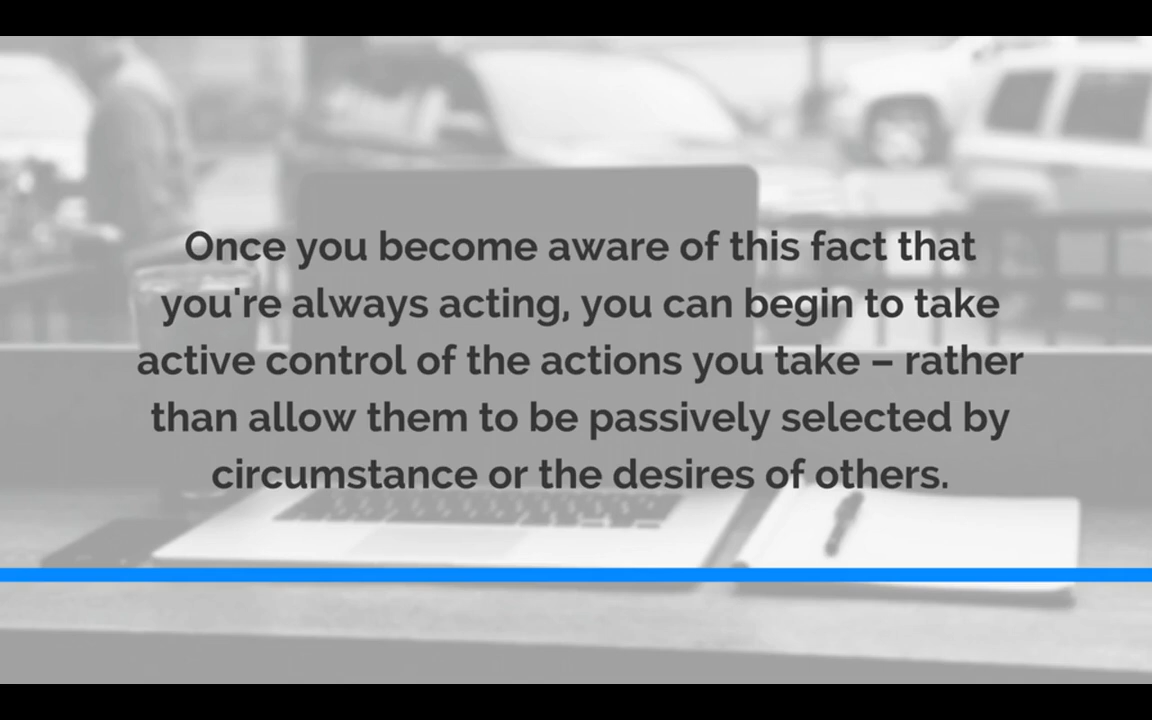 Once you become aware of this fact that
you're always acting, you can begin to take
active control of the actions you take – rather
than allow them to be passively selected by
circumstance or the desires of others.